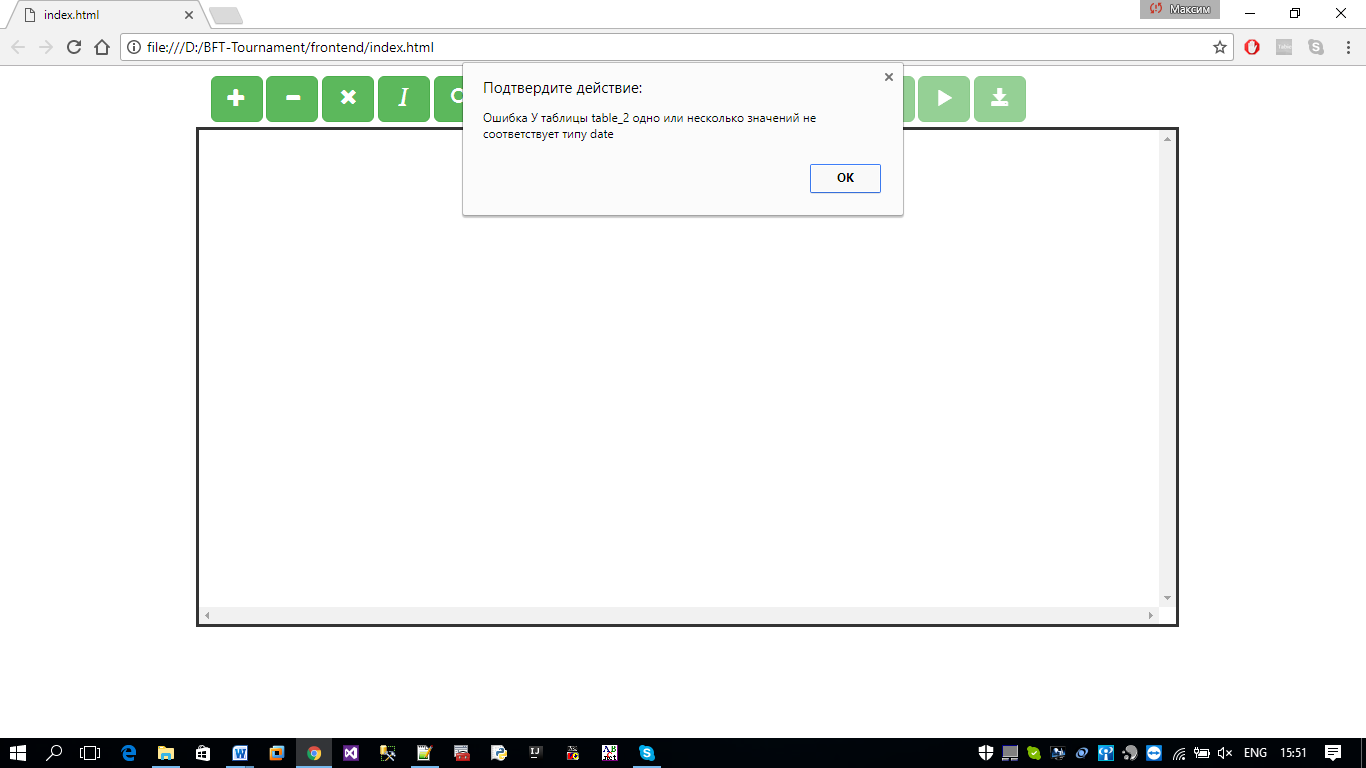 index.html
Максим
file:///D:/BFT-Tournament/frontend/index.html
Подтвердите действие:
Ошибка У таблицы table_2 одно или несколько значений не
соответствует типу date
ОК
ENG
15:51